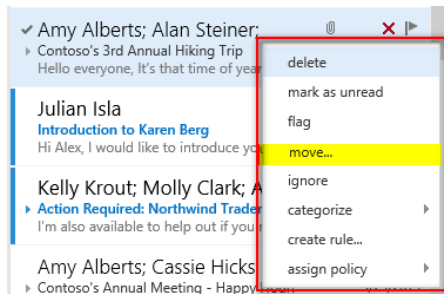 Amy Alberts; Alan Steiner;
Contoso's 3rd Annual Hiking Trip
Hello everyone, It's that time of year
Julian Isla
Introduction to Karen Berg
Hi Alex, I would like to introduce you
Kelly Krout; Molly Clark; A
Action Required: Northwind Trader
I'm also available to help out if you
Amy Alberts; Cassie Hicks
Contoso's Annual Meeting - Happy
delete
mark as unread
flag
move...
ignore
categorize
create rule...
assign policy